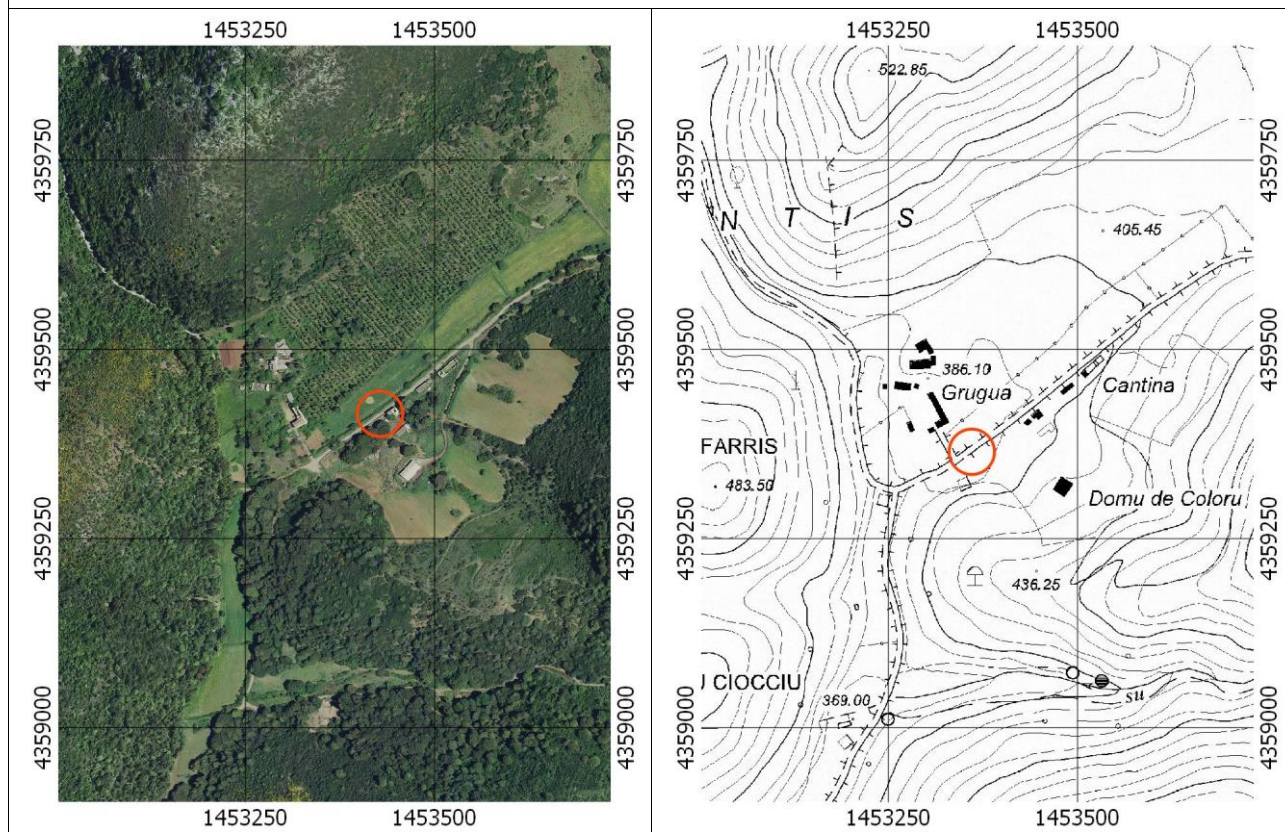 1453250 1453500 1453250 1453500
522.85
4359750 4359750 4359750 4359750
N T I S
405.45
4359500 4359500 4359500 4359500
386.10
Grugua
Cantina
FARRIS
483.50
Domu de Coloru
4359250 4359250 4359250 4359250
436.25
U CIOCCIU
369.00
su
4359000 4359000 4359000 4359000
1453250 1453500 1453250 1453500